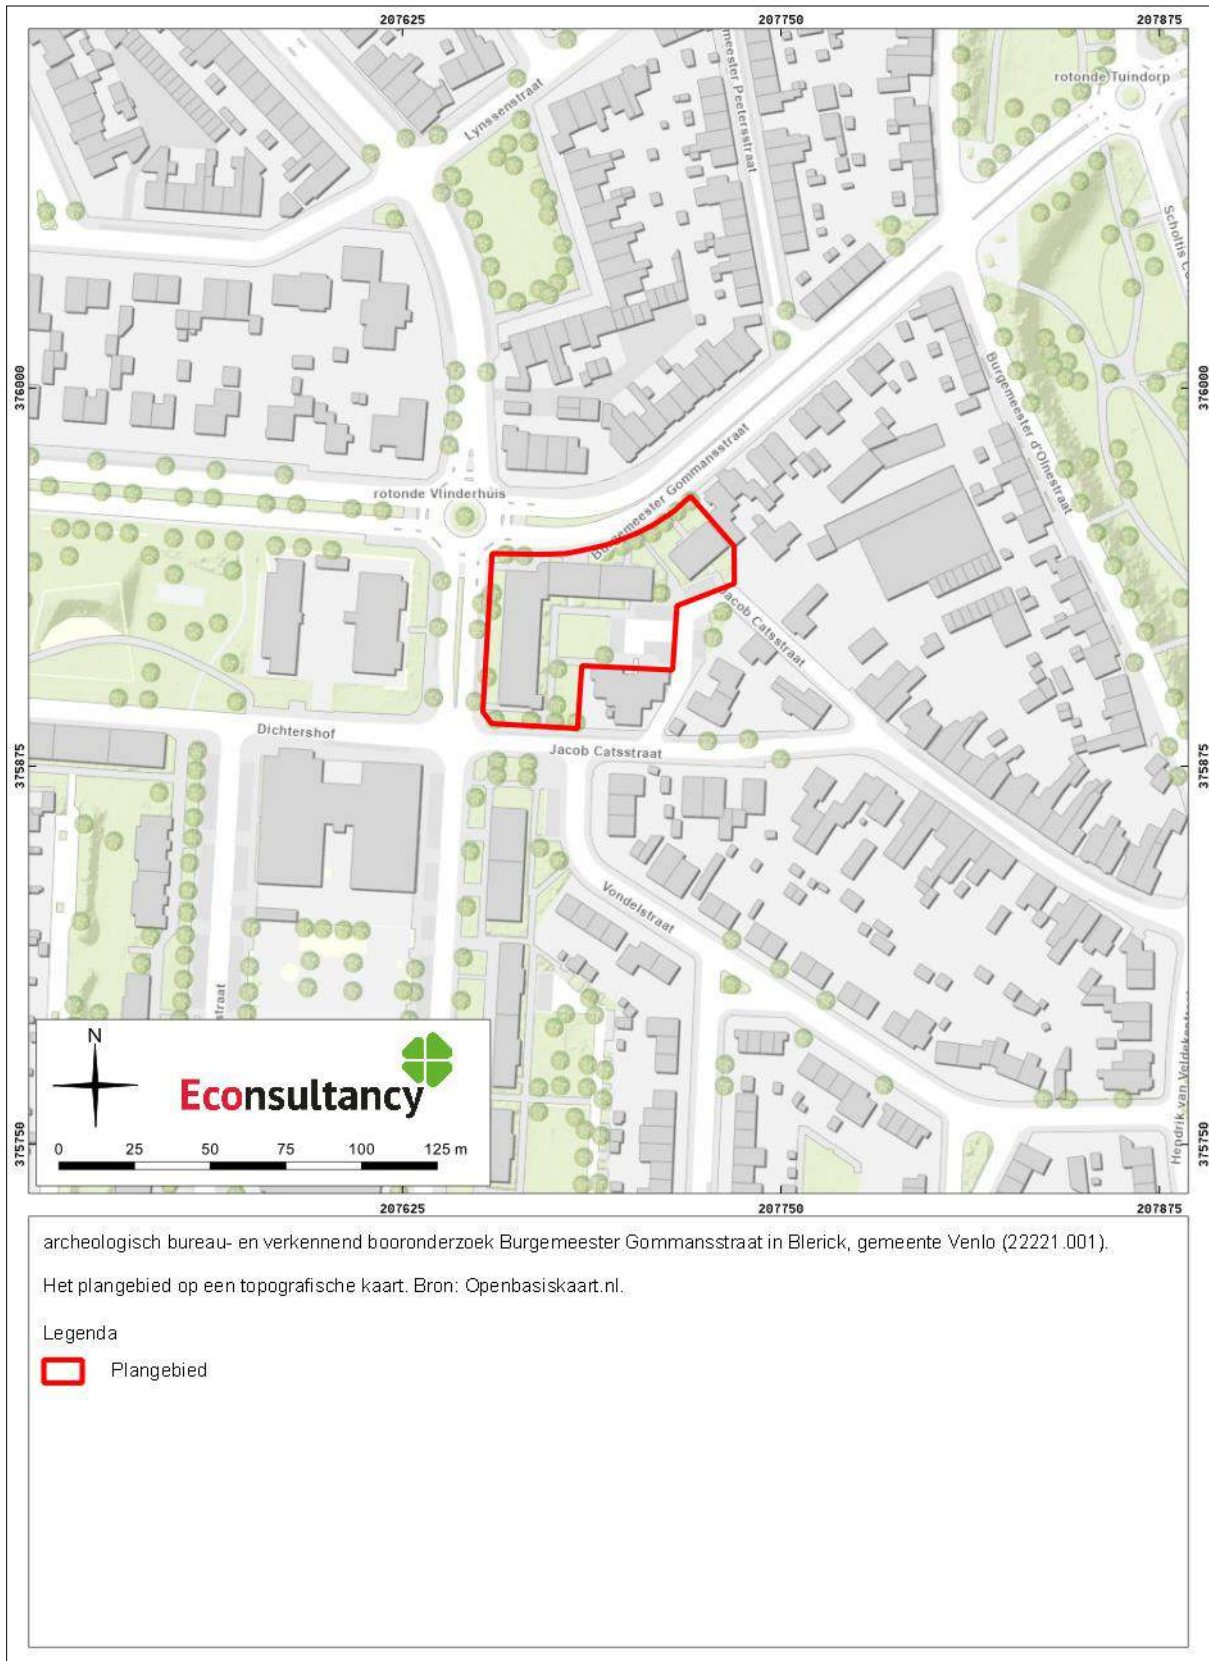 207625 207750 207875
rotonde Tuindorp
meester Peetersstraat
Lynssenstraat
Scholtis
376000 376000
Burgemeester d'Olnestraat
Burgemeester Gommansstraat
rotonde Vlinderhuis
Jacob Catsstraat
Dichtershof
Jacob Catsstraat
375875 375875
Vondelstraat
straat
N
Econsultancy
0 25 50 75 100 125 m
Hendrik van
375750 375750
207625 207750 207875
archeologisch bureau- en verkennend booronderzoek Burgemeester Gommansstraat in Blerick, gemeente Venlo (22221.001).
Het plangebied op een topografische kaart. Bron: Openbasiskaart.nl.
Legenda
Plangebied